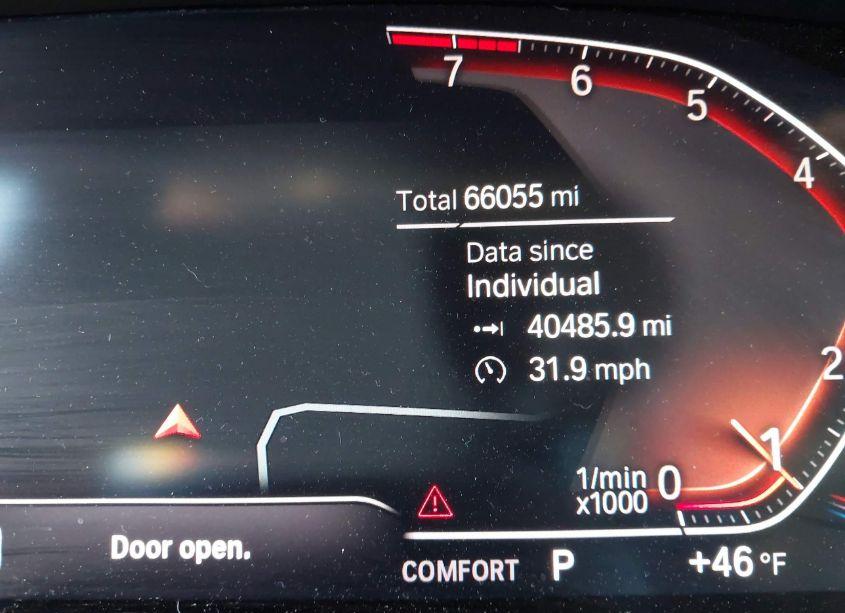 7
6
5
4
Total 66055 mi
Data since
Individual
40485.9 mi
31.9 mph
2
1
1/min 0
x1000
Door open.
COMFORT P +46 °F